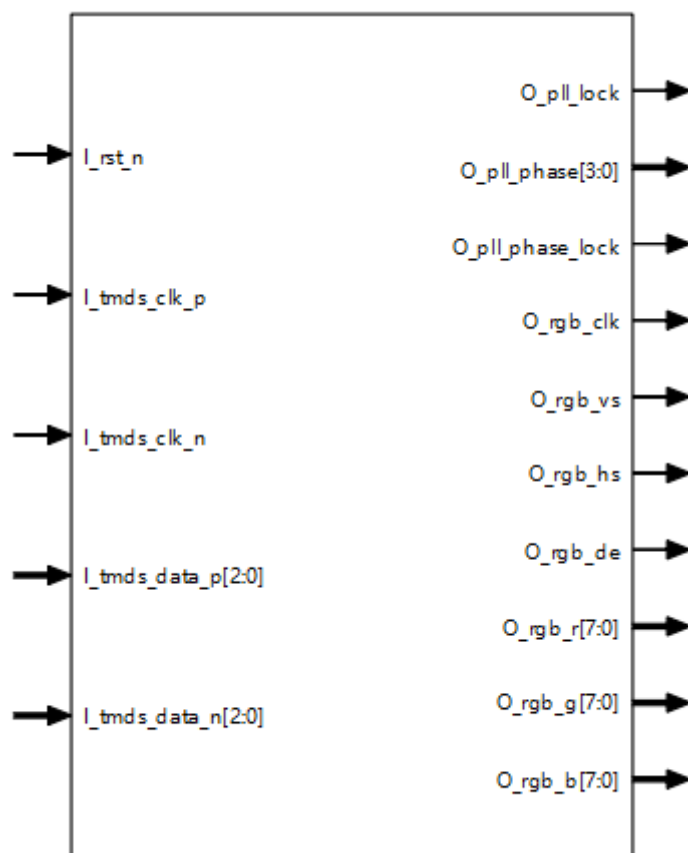 I_rst_n
I_tmds_clk_p
I_tmds_clk_n
I_tmds_data_p[2:0]
I_tmds_data_n[2:0]
O_pll_lock
O_pll_phase[3:0]
O_pll_phase_lock
O_rgb_clk
O_rgb_vs
O_rgb_hs
O_rgb_de
O_rgb_r[7:0]
O_rgb_g[7:0]
O_rgb_b[7:0]